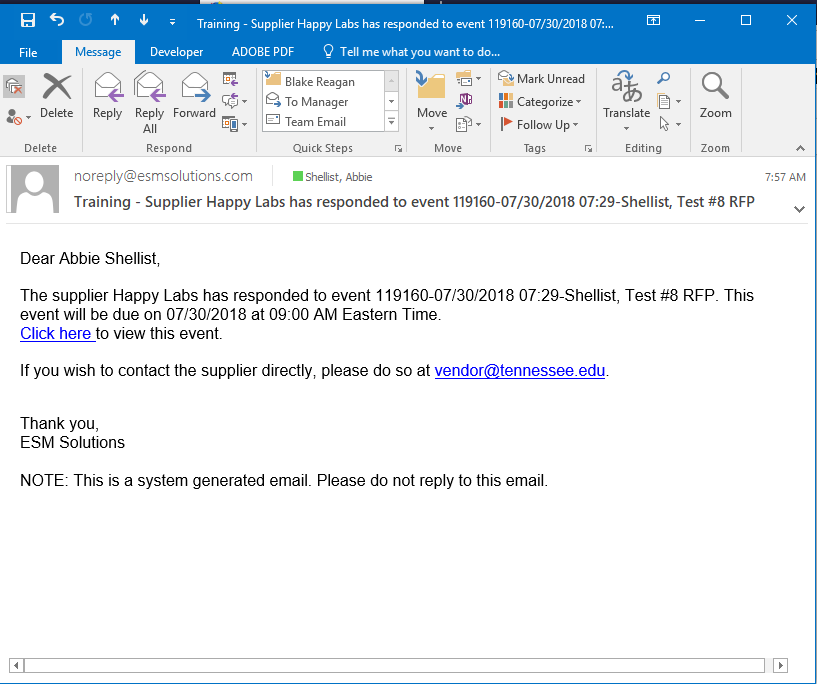 Training - Supplier Happy Labs has responded to event 119160-07/30/2018 07:...
File Message Developer ADOBE PDF Tell me what you want to do...
Delete
Reply
Reply All
Forward
Blake Reagan
To Manager
Team Email
Move
Mark Unread
Categorize
Follow Up
Translate
Zoom
Delete Respond Quick Steps Move Tags Editing Zoom
noreply@esmsolutions.com Shellist, Abbie 7:57 AM
Training - Supplier Happy Labs has responded to event 119160-07/30/2018 07:29-Shellist, Test #8 RFP
Dear Abbie Shellist,
The supplier Happy Labs has responded to event 119160-07/30/2018 07:29-Shellist, Test #8 RFP. This
event will be due on 07/30/2018 at 09:00 AM Eastern Time.
Click here to view this event.
If you wish to contact the supplier directly, please do so at vendor@tennessee.edu.
Thank you,
ESM Solutions
NOTE: This is a system generated email. Please do not reply to this email.